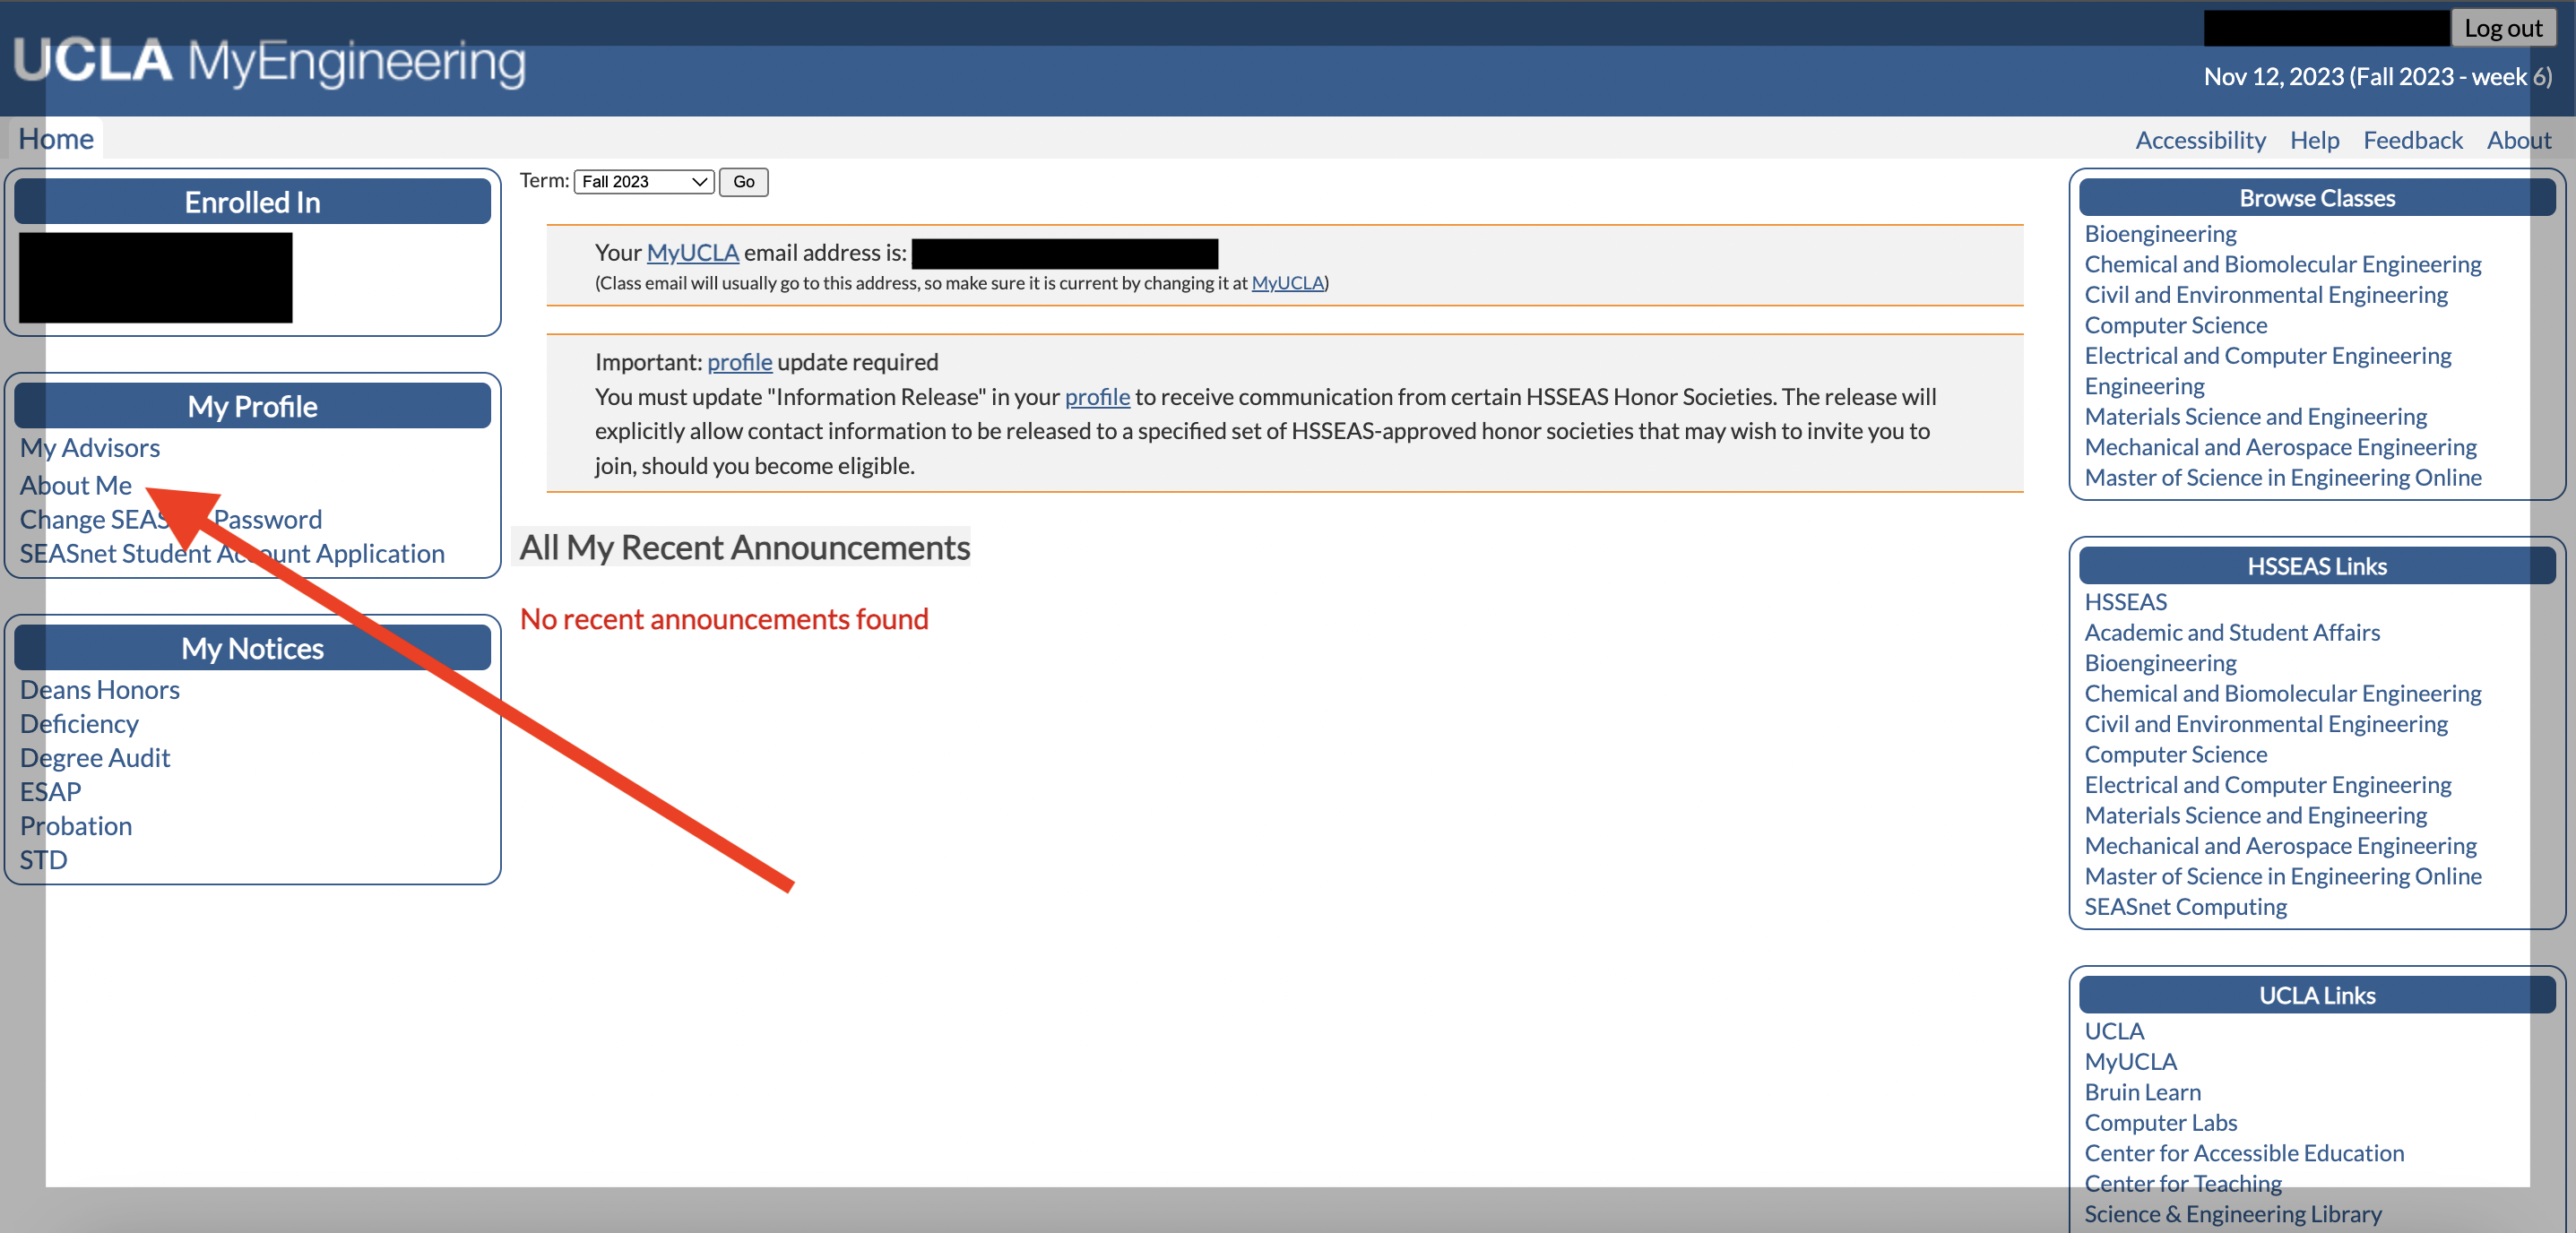 UCLA MyEngineering
Log out
Nov 12, 2023 (Fall 2023 - week 6)
Home
Accessibility Help Feedback About
Enrolled In
My Profile
My Advisors
About Me
Change SEAS Password
SEASnet Student Account Application
My Notices
Deans Honors
Deficiency
Degree Audit
ESAP
Probation
STD
Term: Fall 2023 Go
Your MyUCLA email address is:
(Class email will usually go to this address, so make sure it is current by changing it at MyUCLA)
Important: profile update required
You must update "Information Release" in your profile to receive communication from certain HSSEAS Honor Societies. The release will
explicitly allow contact information to be released to a specified set of HSSEAS-approved honor societies that may wish to invite you to
join, should you become eligible.
All My Recent Announcements
No recent announcements found
Browse Classes
Bioengineering
Chemical and Biomolecular Engineering
Civil and Environmental Engineering
Computer Science
Electrical and Computer Engineering
Engineering
Materials Science and Engineering
Mechanical and Aerospace Engineering
Master of Science in Engineering Online
HSSEAS Links
HSSEAS
Academic and Student Affairs
Bioengineering
Chemical and Biomolecular Engineering
Civil and Environmental Engineering
Computer Science
Electrical and Computer Engineering
Materials Science and Engineering
Mechanical and Aerospace Engineering
Master of Science in Engineering Online
SEASnet Computing
UCLA Links
UCLA
MyUCLA
Bruin Learn
Computer Labs
Center for Accessible Education
Center for Teaching
Science & Engineering Library